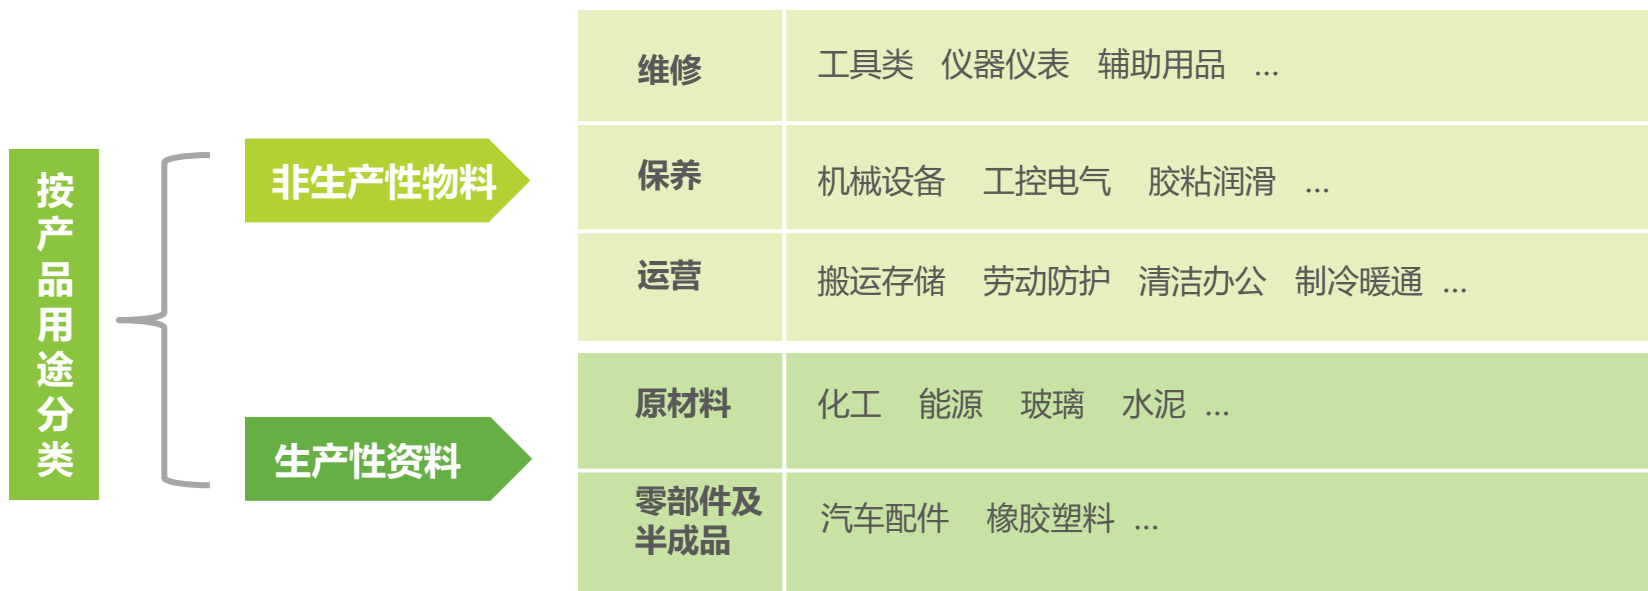 按产品用途分类
非生产性物料
维修
工具类 仪器仪表 辅助用品 ...
保养
机械设备 工控电气 胶粘润滑 ...
运营
搬运存储 劳动防护 清洁办公 制冷暖通 ...
生产性资料
原材料
化工 能源 玻璃 水泥 ...
零部件及
半成品
汽车配件 橡胶塑料 ...